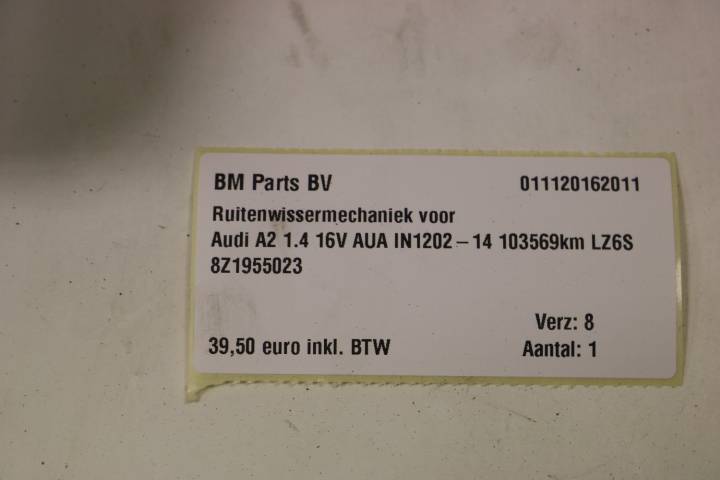 BM Parts BV 011120162011
Ruitenwissermechaniek voor
Audi A2 1.4 16V AUA IN1202 – 14 103569km LZ6S
8Z1955023
Verz: 8
39,50 euro inkl. BTW Aantal: 1